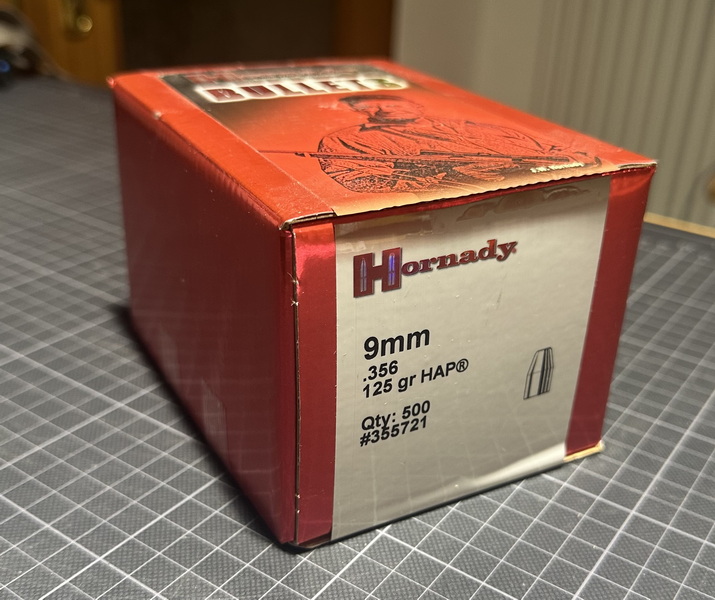 BULLETS
Hornady
9mm
.356
125 gr HAP®
Qty: 500
#355721